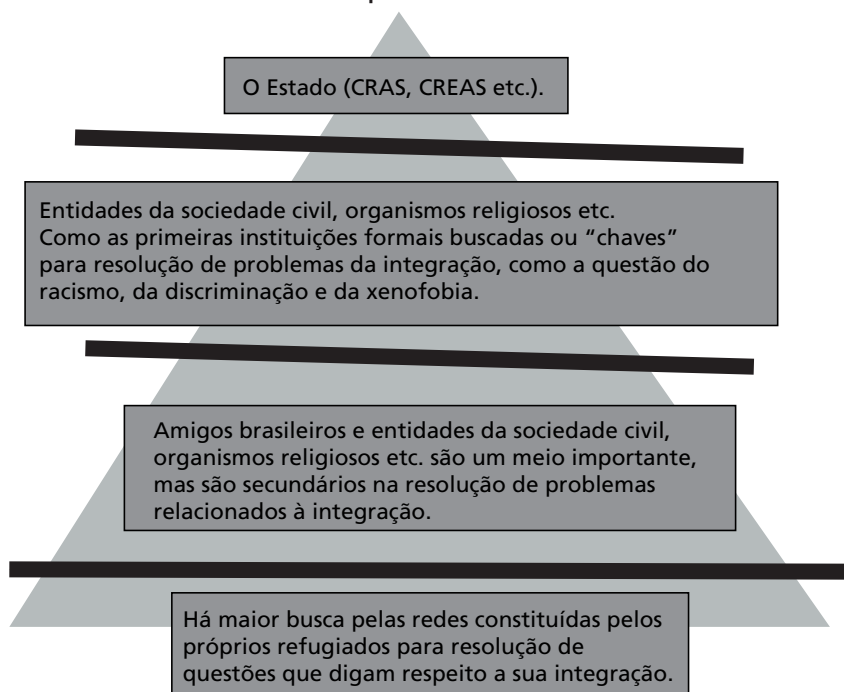 O Estado (CRAS, CREAS etc.).
Entidades da sociedade civil, organismos religiosos etc.
Como as primeiras instituições formais buscadas ou “chaves”
para resolução de problemas da integração, como a questão do
racismo, da discriminação e da xenofobia.
Amigos brasileiros e entidades da sociedade civil,
organismos religiosos etc. são um meio importante,
mas são secundários na resolução de problemas
relacionados à integração.
Há maior busca pelas redes constituídas pelos
próprios refugiados para resolução de
questões que digam respeito a sua integração.